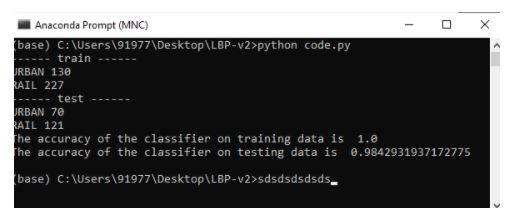 Anaconda Prompt (MNC)
(base) C:\Users\91977\Desktop\LBP-v2>python code.py
------ train ------
URBAN 130
RAIL 227
------ test ------
URBAN 70
RAIL 121
The accuracy of the classifier on training data is  1.0
The accuracy of the classifier on testing data is  0.9842931937172775
(base) C:\Users\91977\Desktop\LBP-v2>sdsdsdsdsds_